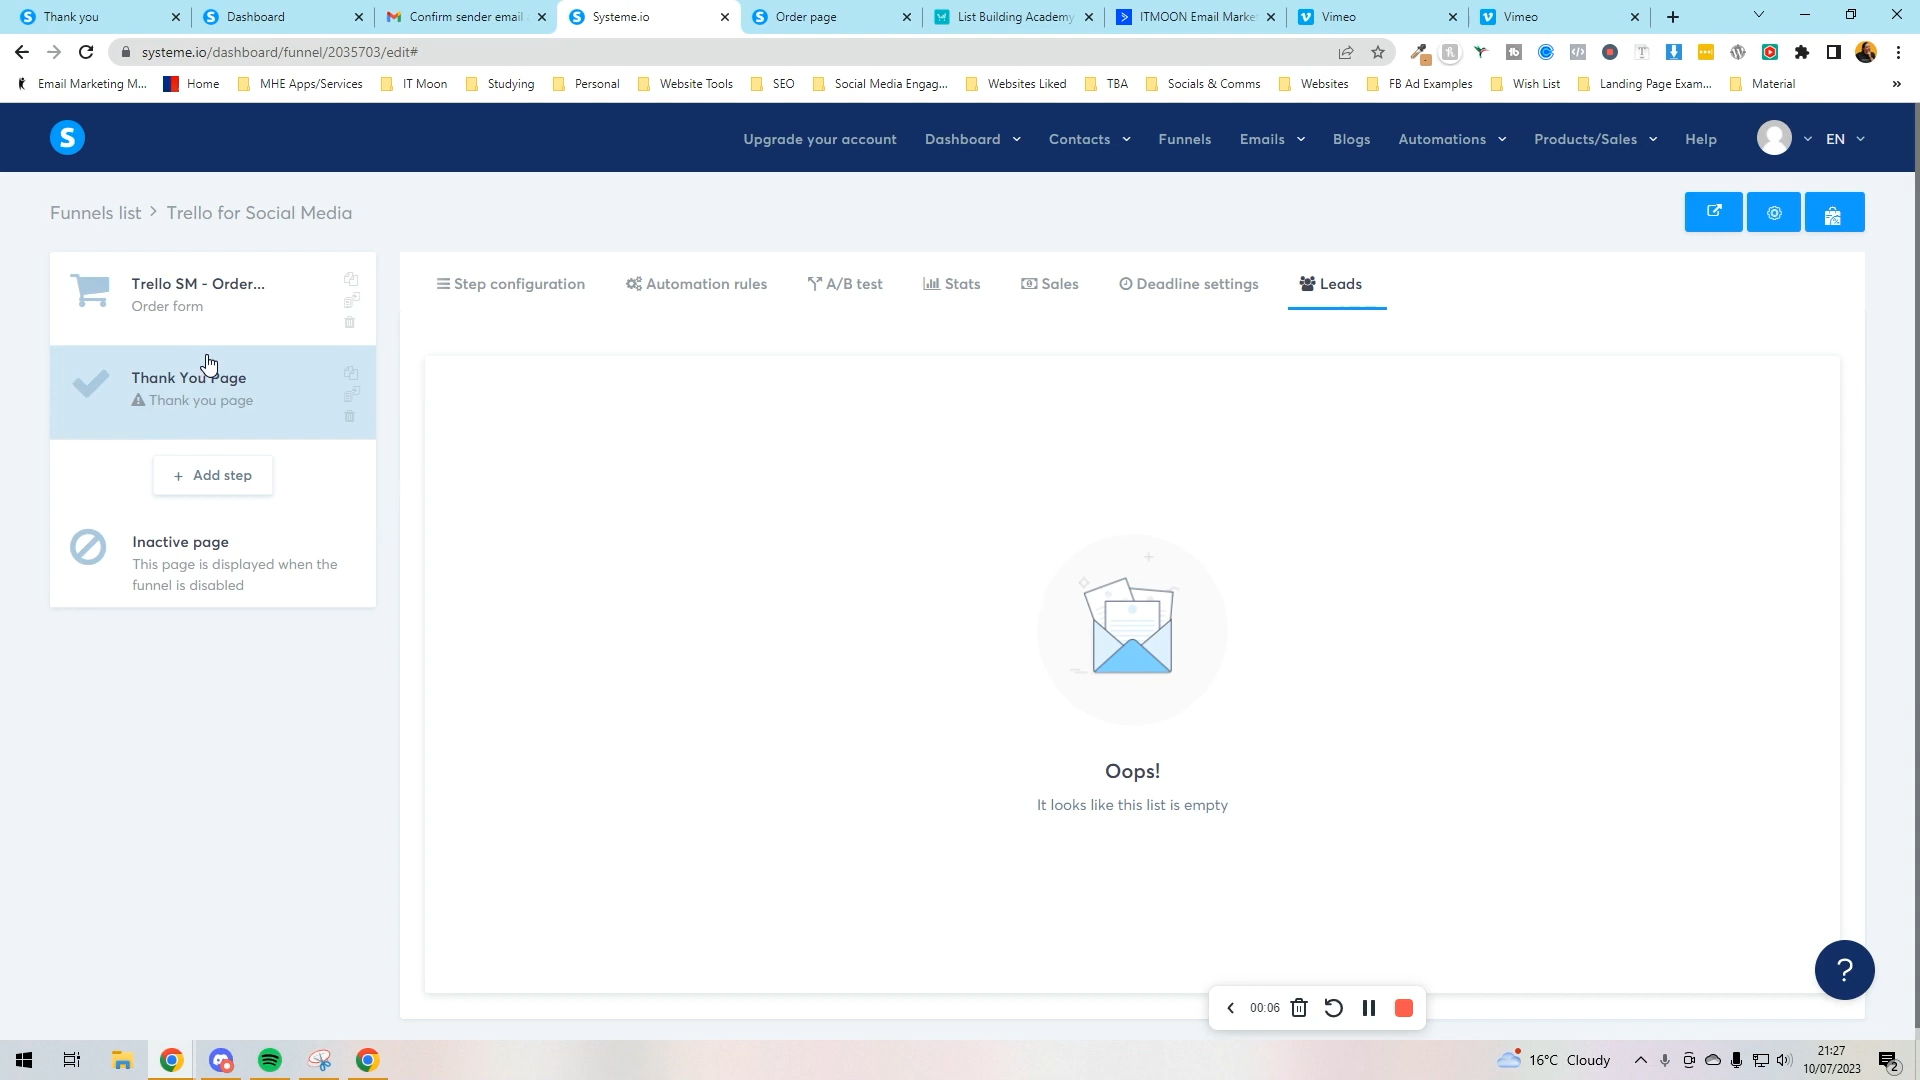 Thank you
Dashboard
Confirm sender email
Systeme.io
Order page
List Building Academy
ITMOON Email Marke
Vimeo
Vimeo
systeme.io/dashboard/funnel/2035703/edit#
Email Marketing M...
Home
MHE Apps/Services
IT Moon
Studying
Personal
Website Tools
SEO
Social Media Engag...
Websites Liked
TBA
Socials & Comms
Websites
FB Ad Examples
Wish List
Landing Page Exam...
Material
»
S
Upgrade your account
Dashboard
Contacts
Funnels
Emails
Blogs
Automations
Products/Sales
Help
EN
Funnels list > Trello for Social Media
Trello SM - Order...
Order form
Thank You Page
Thank you page
+ Add step
Inactive page
This page is displayed when the
funnel is disabled
Step configuration
Automation rules
A/B test
Stats
Sales
Deadline settings
Leads
Oops!
It looks like this list is empty
?
00:06
16°C Cloudy
21:27
10/07/2023
2